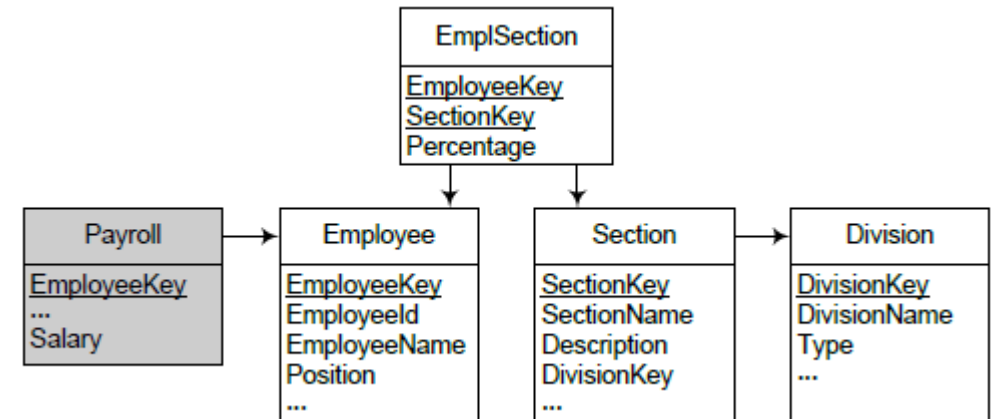 EmplSection
EmployeeKey
SectionKey
Percentage
Payroll
EmployeeKey
...
Salary
Employee
EmployeeKey
EmployeeId
EmployeeName
Position
...
Section
SectionKey
SectionName
Description
DivisionKey
...
Division
DivisionKey
DivisionName
Type
...